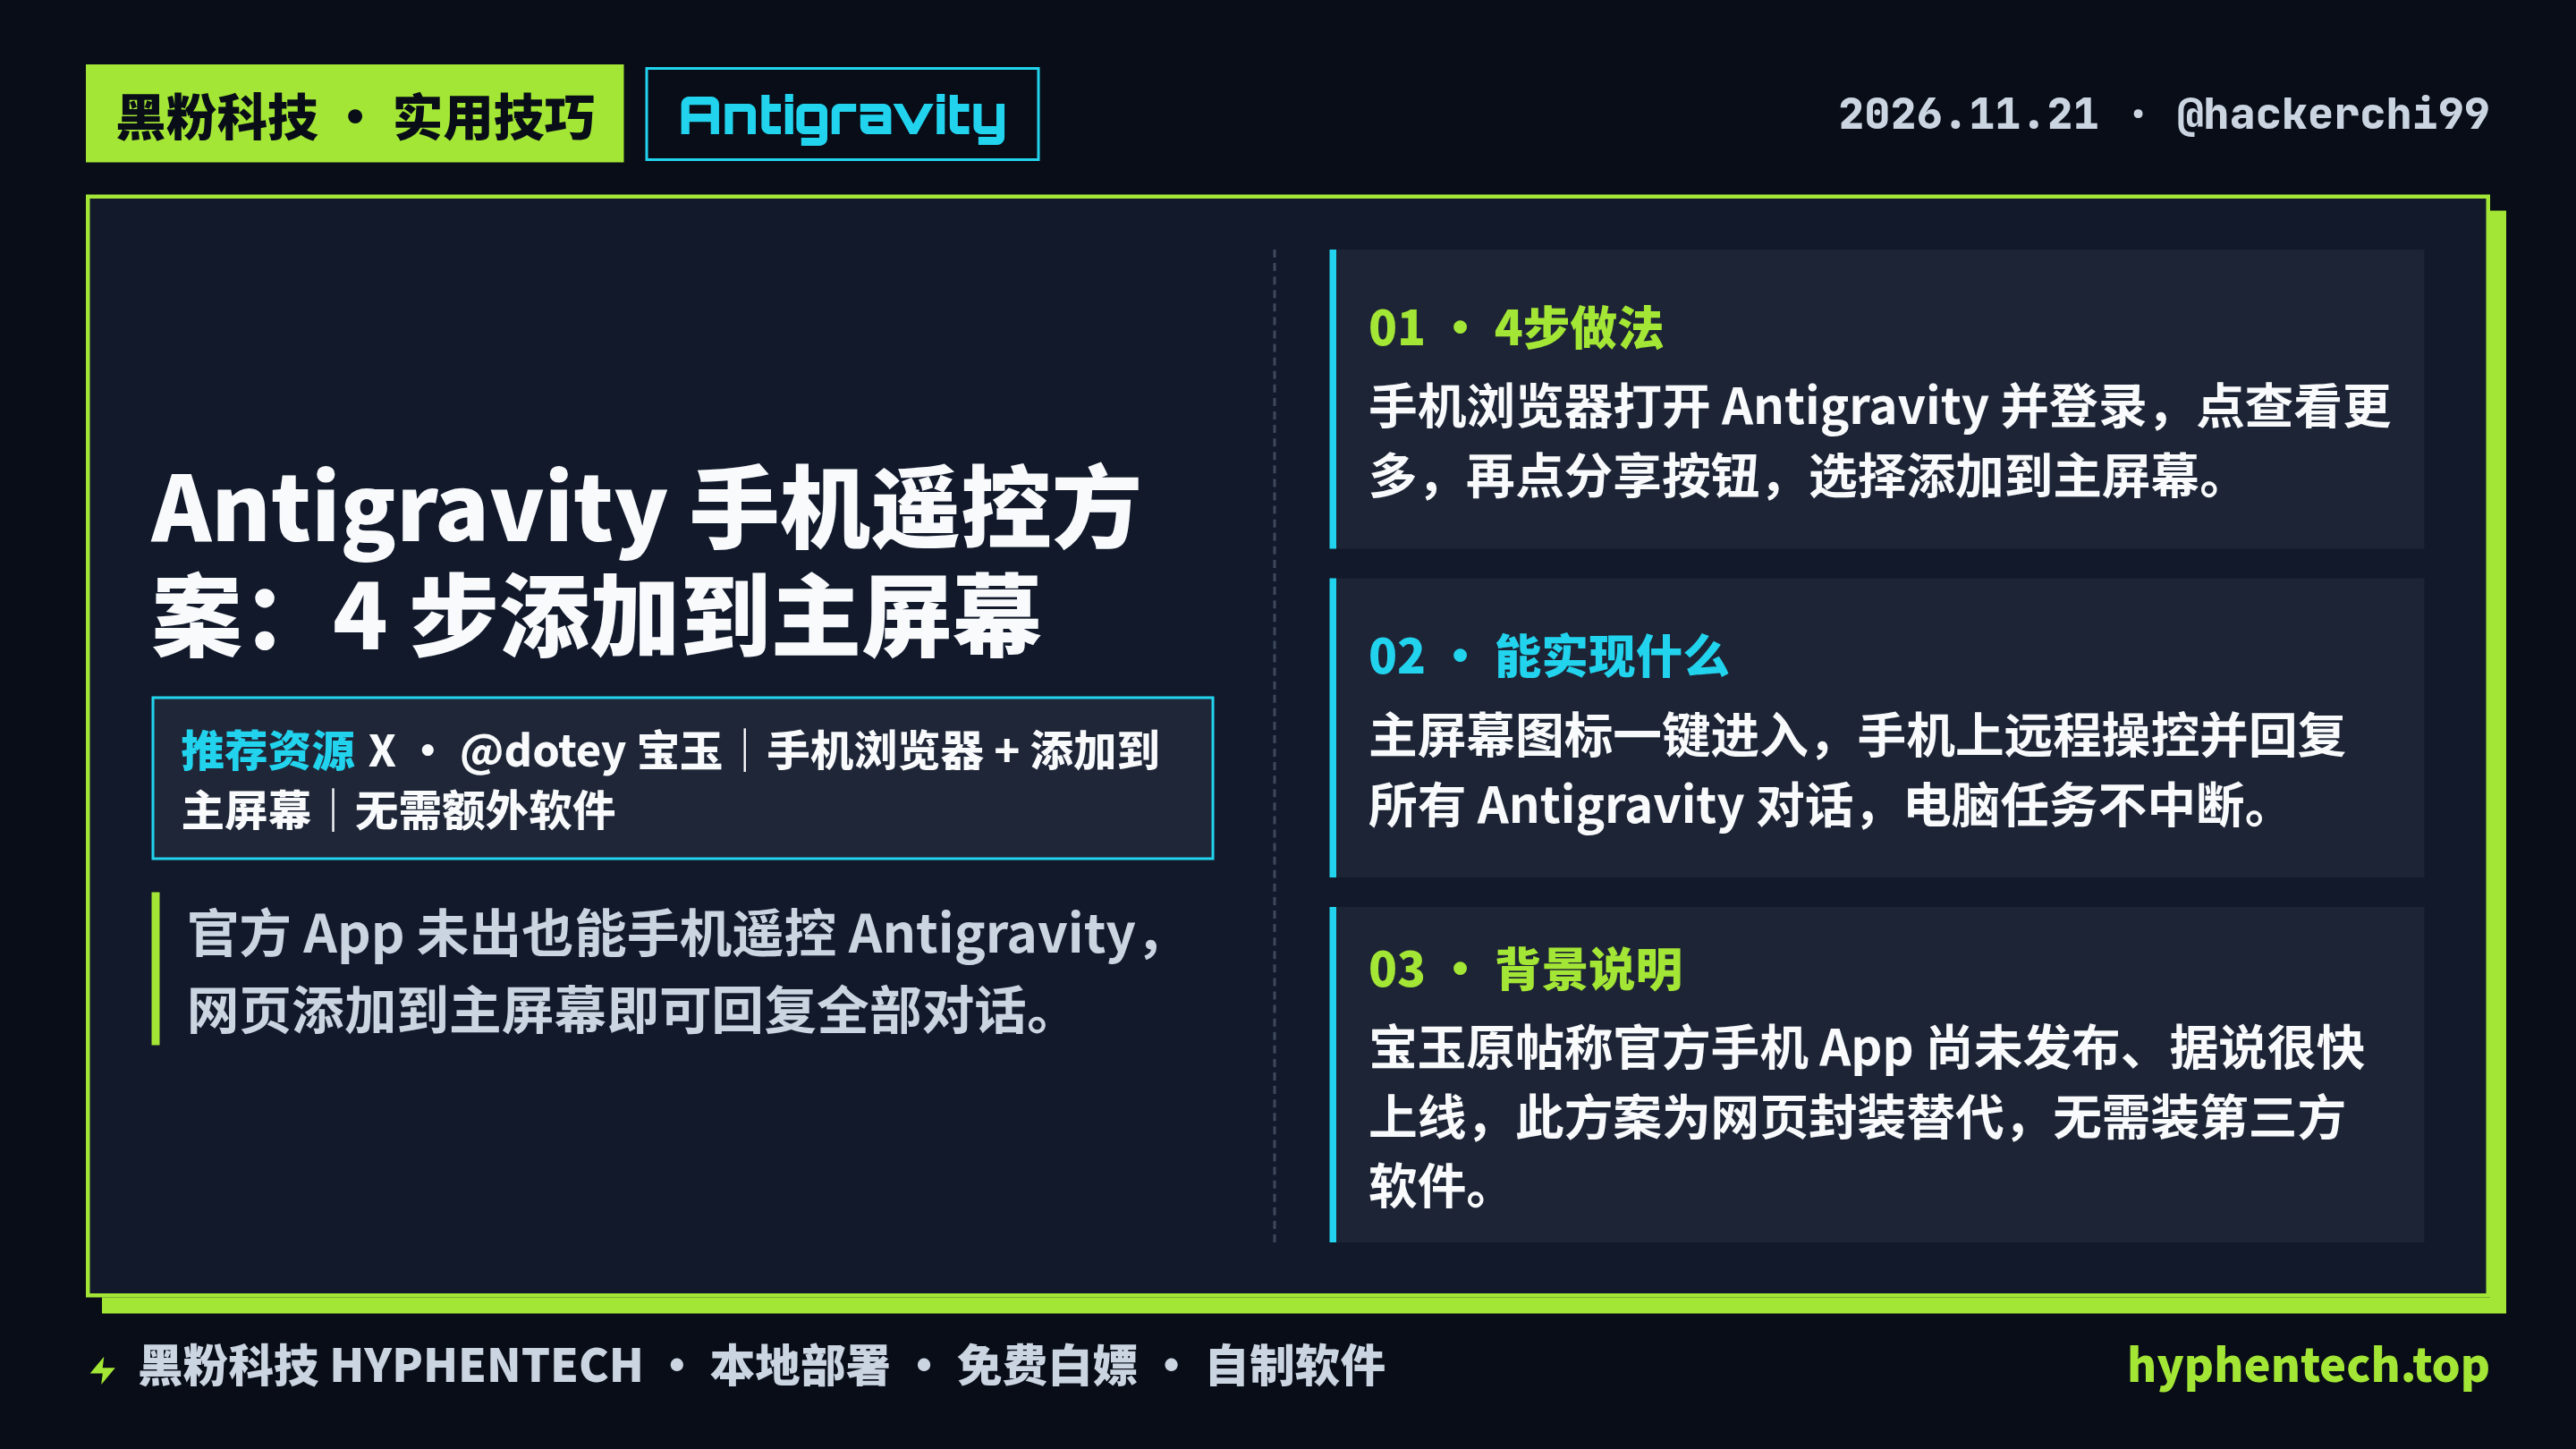 黑粉科技 · 实用技巧
Antigravity
2026.11.21 · @hackerchi99
Antigravity 手机遥控方
案：4 步添加到主屏幕
推荐资源 X · @dotey 宝玉｜手机浏览器 + 添加到
主屏幕｜无需额外软件
官方 App 未出也能手机遥控 Antigravity，
网页添加到主屏幕即可回复全部对话。
01 · 4步做法
手机浏览器打开 Antigravity 并登录，点查看更
多，再点分享按钮，选择添加到主屏幕。
02 · 能实现什么
主屏幕图标一键进入，手机上远程操控并回复
所有 Antigravity 对话，电脑任务不中断。
03 · 背景说明
宝玉原帖称官方手机 App 尚未发布、据说很快
上线，此方案为网页封装替代，无需装第三方
软件。
黑粉科技 HYPHENTECH · 本地部署 · 免费白嫖 · 自制软件
hyphentech.top